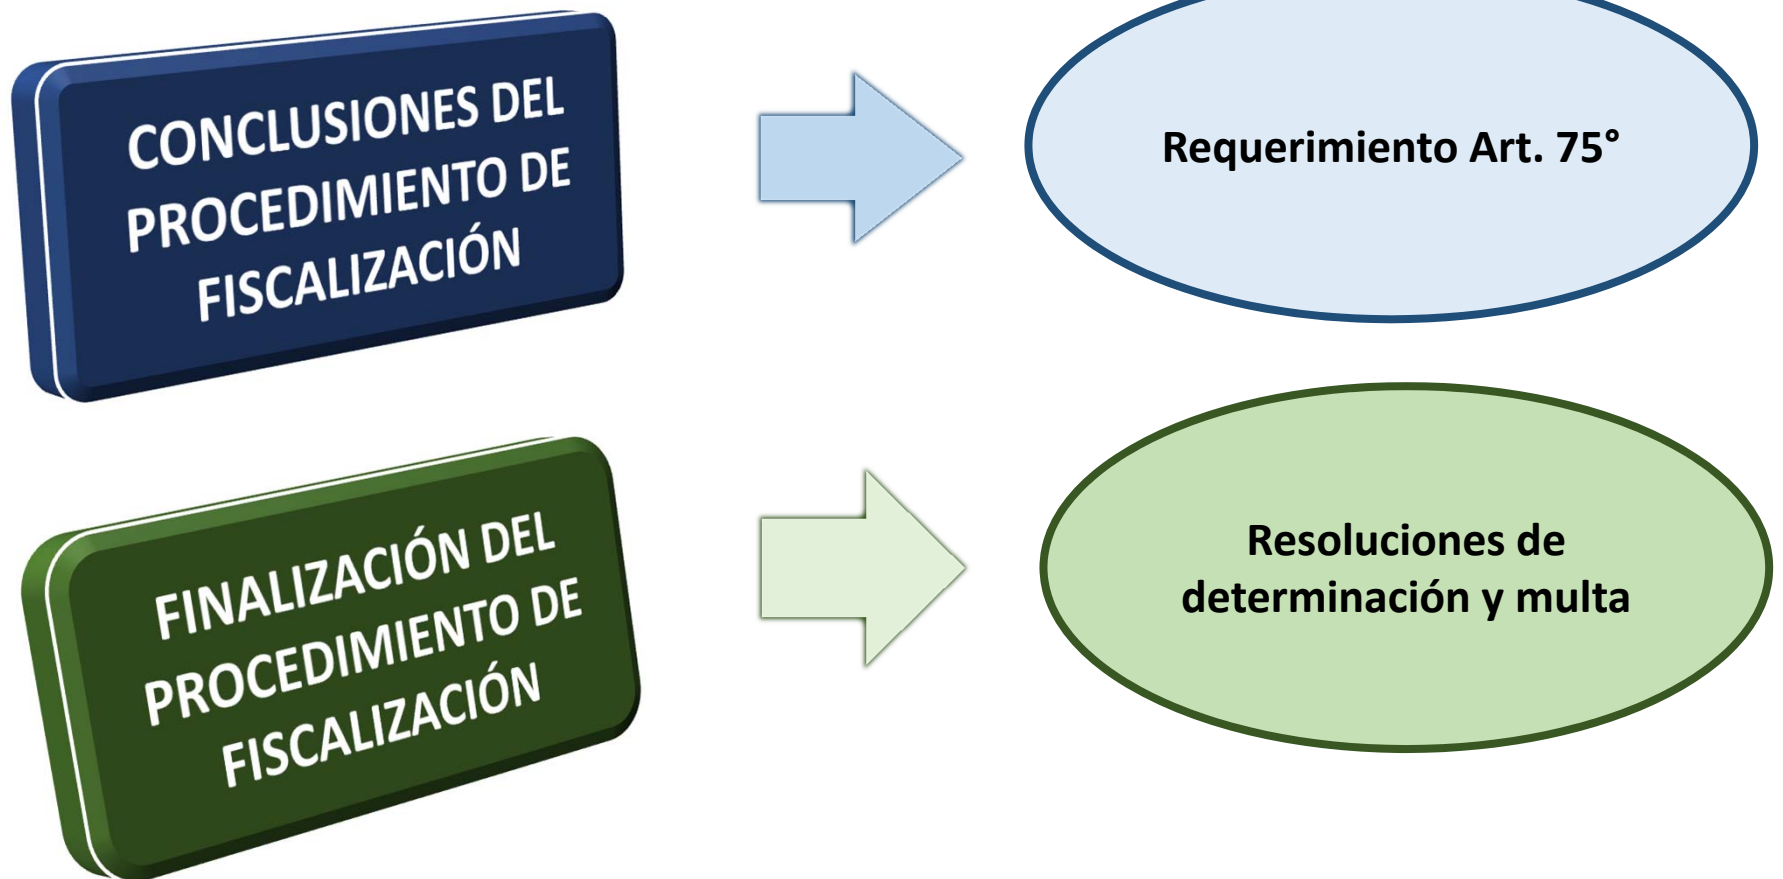 CONCLUSIONES DEL
PROCEDIMIENTO DE
FISCALIZACIÓN
Requerimiento Art. 75°
FINALIZACIÓN DEL
PROCEDIMIENTO DE
FISCALIZACIÓN
Resoluciones de
determinación y multa